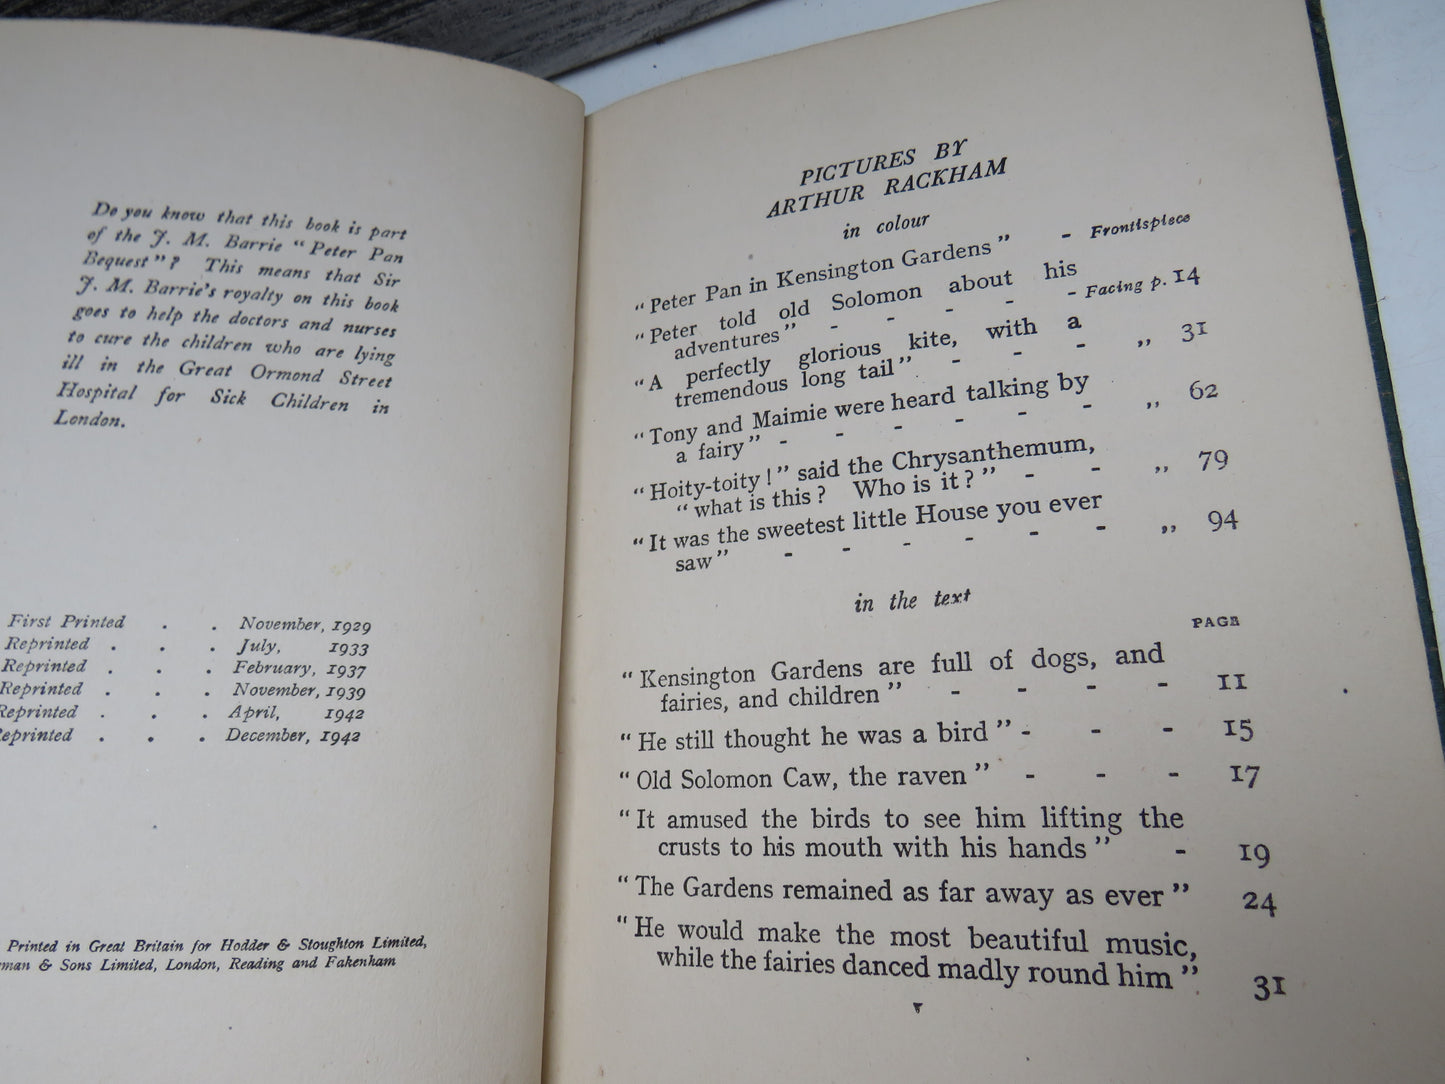 Do you know that this book is part
of the J. M. Barrie "Peter Pan
Bequest"? This means that Sir
J. M. Barrie's royalty on this book
goes to help the doctors and nurses
to cure the children who are lying
ill in the Great Ormond Street
Hospital for Sick Children in
London.
First Printed . . November, 1929
Reprinted . . . July, 1933
Reprinted . . . February, 1937
Reprinted . . . November, 1939
Reprinted . . . April, 1942
Reprinted . . . December, 1942
Printed in Great Britain for Hodder & Stoughton Limited,
& Sons Limited, London, Reading and Fakenham
PICTURES BY
ARTHUR RACKHAM
in colour
"Peter Pan in Kensington Gardens" - Frontispiece
"Peter told old Solomon about his
adventures" - - - - - Facing p. 14
"A perfectly glorious kite, with a
tremendous long tail" - - - ,, 31
"Tony and Maimie were heard talking by
a fairy" - - - - - - ,, 62
"Hoity-toity!" said the Chrysanthemum,
"what is this? Who is it?" - - ,, 79
"It was the sweetest little House you ever
saw" - - - - - - ,, 94
in the text
PAGE
"Kensington Gardens are full of dogs, and
fairies, and children" - - - - 11
"He still thought he was a bird" - - - 15
"Old Solomon Caw, the raven" - - - 17
"It amused the birds to see him lifting the
crusts to his mouth with his hands" - 19
"The Gardens remained as far away as ever" 24
"He would make the most beautiful music,
while the fairies danced madly round him" 31
v